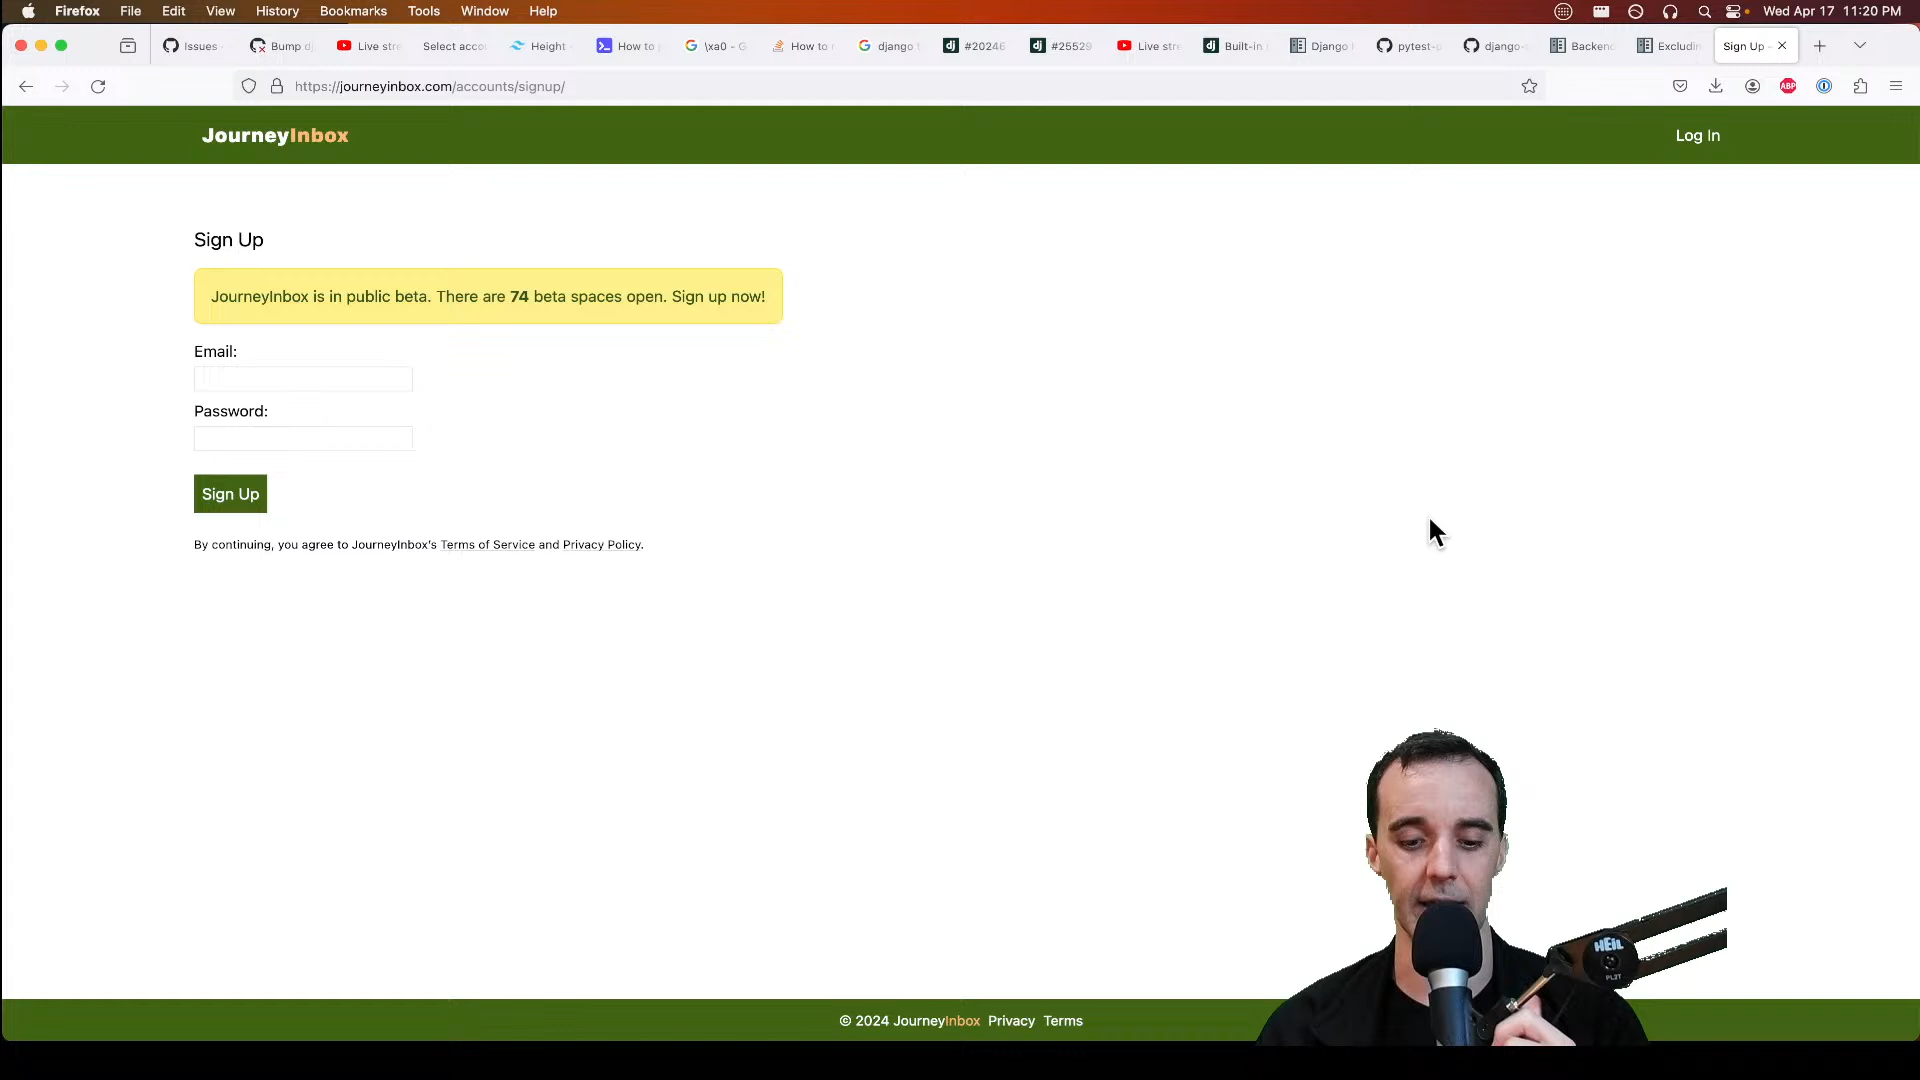 Firefox File Edit View History Bookmarks Tools Window Help Wed Apr 17 11:20 PM
Issues Bump Live stre Select acco Height How to \xa0 - G How to django #20246 #25529 Live stre Built-in Django pytest- django- Backend Excludin Sign Up
https://journeyinbox.com/accounts/signup/ ABP
JourneyInbox Log In
Sign Up
JourneyInbox is in public beta. There are 74 beta spaces open. Sign up now!
Email:
Password:
Sign Up
By continuing, you agree to JourneyInbox's Terms of Service and Privacy Policy.
HEIL
PL2T
© 2024 JourneyInbox Privacy Terms